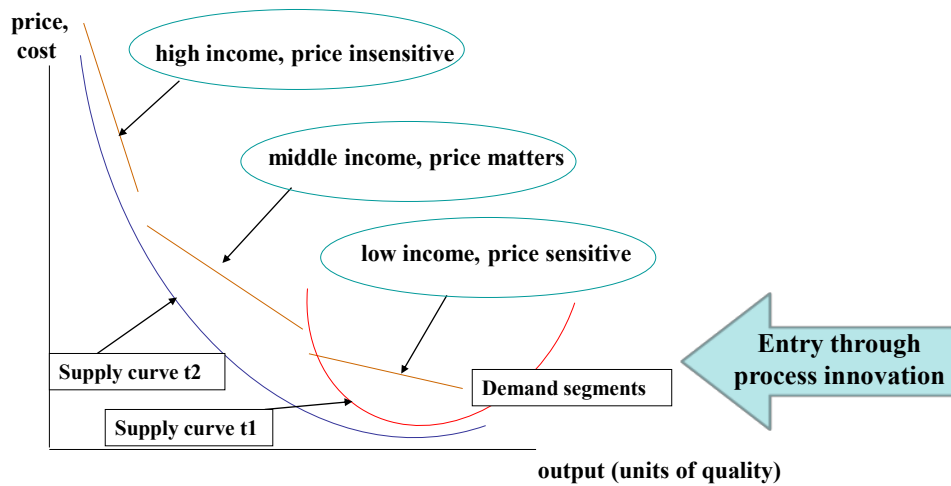 price,
cost
high income, price insensitive
middle income, price matters
low income, price sensitive
Entry through
process innovation
Supply curve t2
Demand segments
Supply curve t1
output (units of quality)